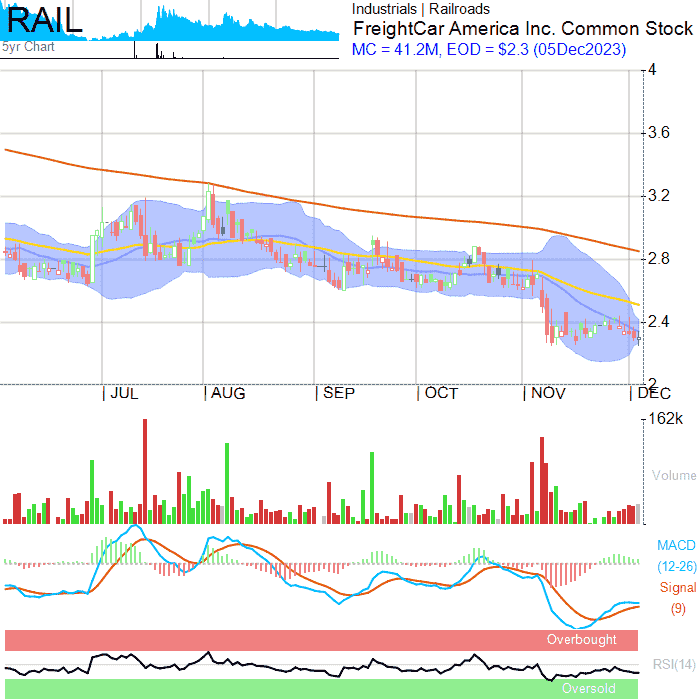 RAIL
5yr Chart
Industrials | Railroads
FreightCar America Inc. Common Stock
MC = 41.2M, EOD = $2.3 (05Dec2023)
4
3.6
3.2
2.8
2.4
2
JUL AUG SEP OCT NOV DEC
162k
Volume
MACD
(12-26)
Signal
(9)
Overbought
RSI(14)
Oversold